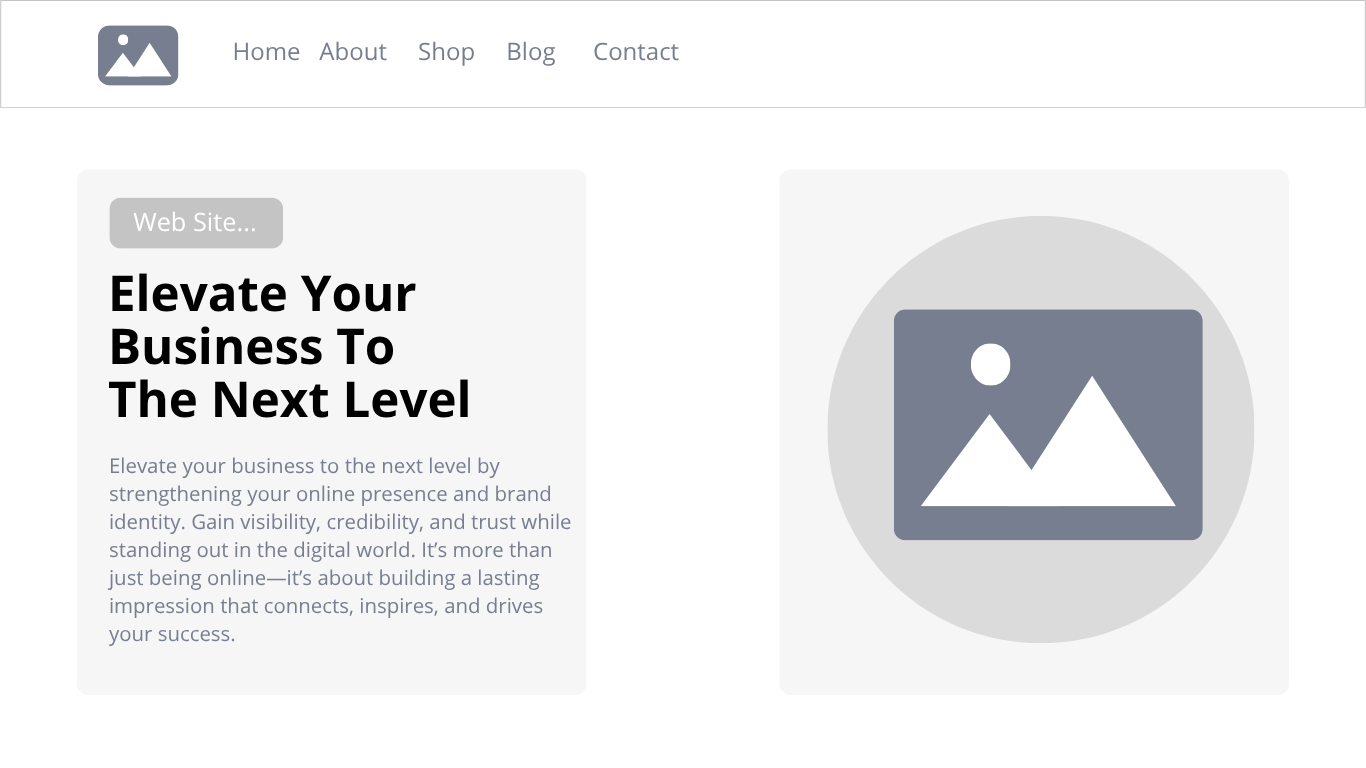 Home About Shop Blog Contact
Web Site...
Elevate Your
Business To
The Next Level
Elevate your business to the next level by
strengthening your online presence and brand
identity. Gain visibility, credibility, and trust while
standing out in the digital world. It’s more than
just being online—it’s about building a lasting
impression that connects, inspires, and drives
your success.